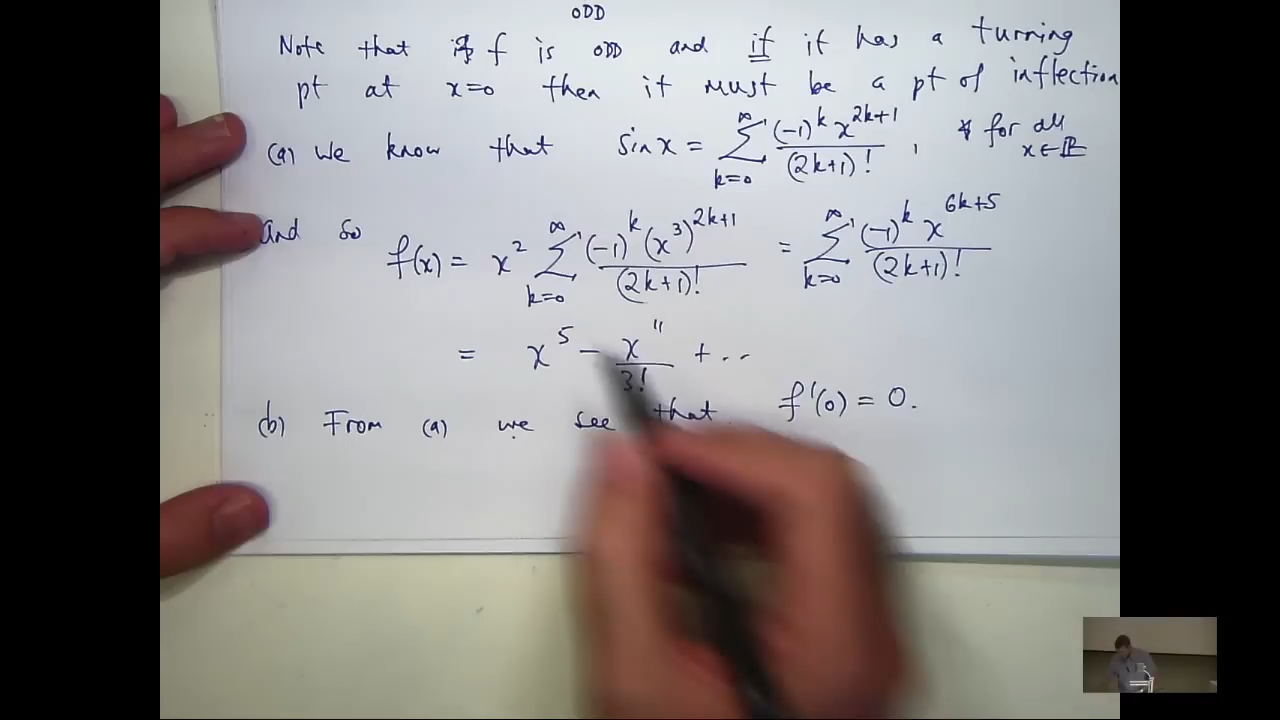 ODD
Note that if f is ODD and if it has a turning
pt at x=0 then it must be a pt of inflection
(a) We know that sin x = ∑_{k=0}^{∞} (-1)^k x^{2k+1} / (2k+1)! , for all x∈ℝ
and so f(x) = x^2 ∑_{k=0}^{∞} (-1)^k (x^3)^{2k+1} / (2k+1)! = ∑_{k=0}^{∞} (-1)^k x^{6k+5} / (2k+1)!
= x^5 - x^{11} / 3! + ..
(b) From (a) we see that f'(0) = 0.